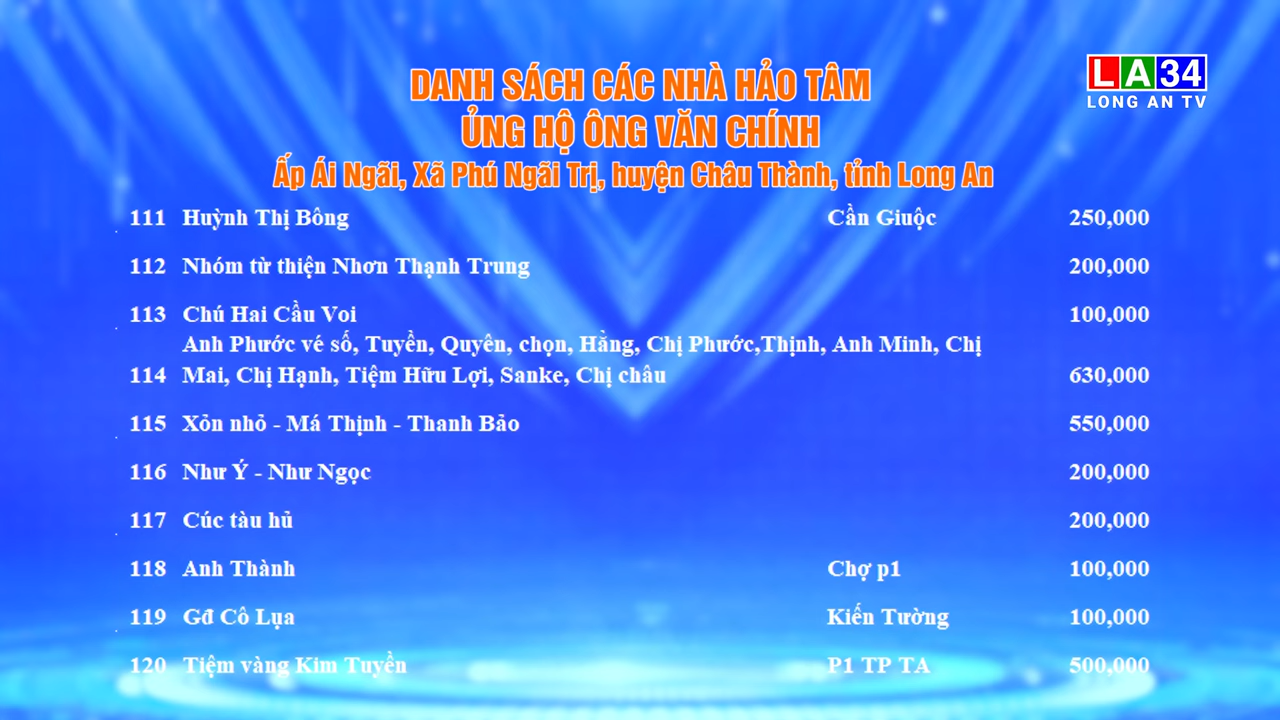 LA34
LONG AN TV
DANH SÁCH CÁC NHÀ HẢO TÂM
ỦNG HỘ ÔNG VĂN CHÍNH
Ấp Ái Ngãi, Xã Phú Ngãi Trị, huyện Châu Thành, tỉnh Long An
111 Huỳnh Thị Bông Cần Giuộc 250,000
112 Nhóm từ thiện Nhơn Thạnh Trung 200,000
113 Chú Hai Cầu Voi 100,000
Anh Phước vé số, Tuyền, Quyên, chọn, Hằng, Chị Phước,Thịnh, Anh Minh, Chị
114 Mai, Chị Hạnh, Tiệm Hữu Lợi, Sanke, Chị châu 630,000
115 Xỏn nhỏ - Má Thịnh - Thanh Bảo 550,000
116 Như Ý - Như Ngọc 200,000
117 Cúc tàu hủ 200,000
118 Anh Thành Chợ p1 100,000
119 Gđ Cô Lụa Kiến Tường 100,000
120 Tiệm vàng Kim Tuyền P1 TP TA 500,000